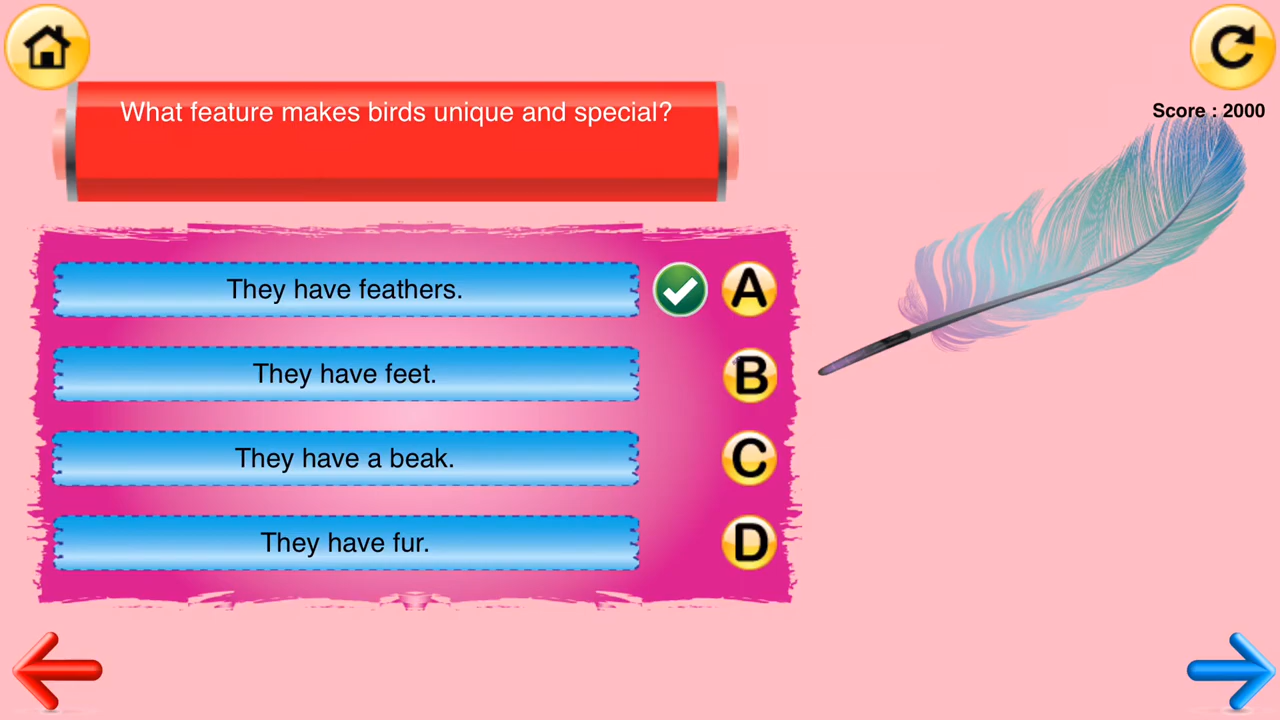 What feature makes birds unique and special?
Score : 2000
They have feathers.
A
They have feet.
B
They have a beak.
C
They have fur.
D